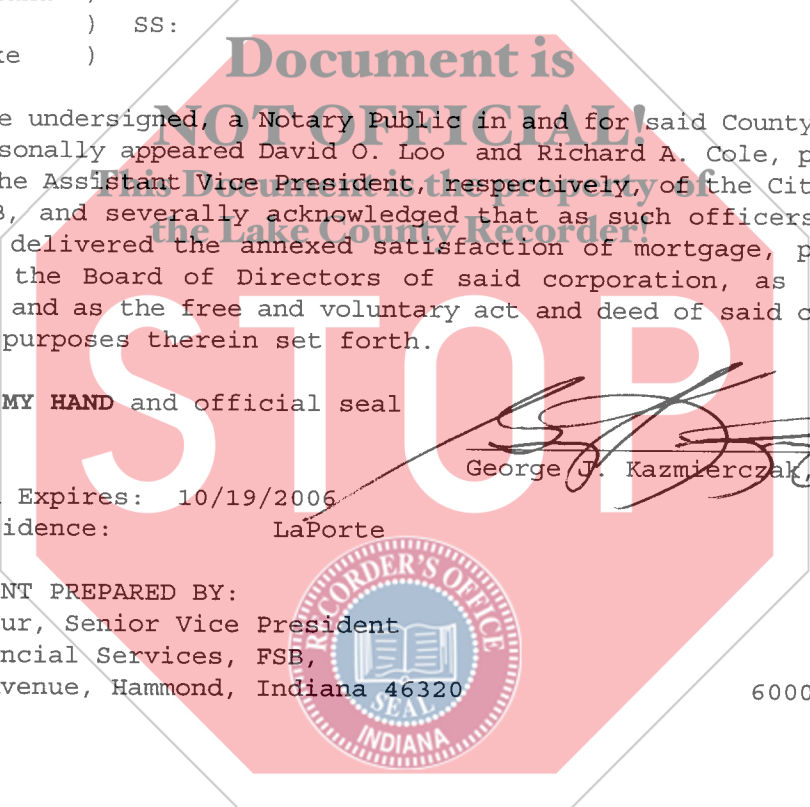 ) SS:
ke )
Document is
NOT OFFICIAL!
e undersigned, a Notary Public in and for said County
sonally appeared David O. Loo and Richard A. Cole, p
he Assistant Vice President, respectively, of the Cit
This Document is the property of
B, and severally acknowledged that as such officers
the Lake County Recorder!
delivered the annexed satisfaction of mortgage, p
the Board of Directors of said corporation, as
and as the free and voluntary act and deed of said c
purposes therein set forth.
STOP
MY HAND and official seal
George J. Kazmierczak,
Expires: 10/19/2006
idence: LaPorte
NT PREPARED BY:
ur, Senior Vice President
ncial Services, FSB,
venue, Hammond, Indiana 46320
6000
RECORDER'S OFFICE
SEAL
INDIANA